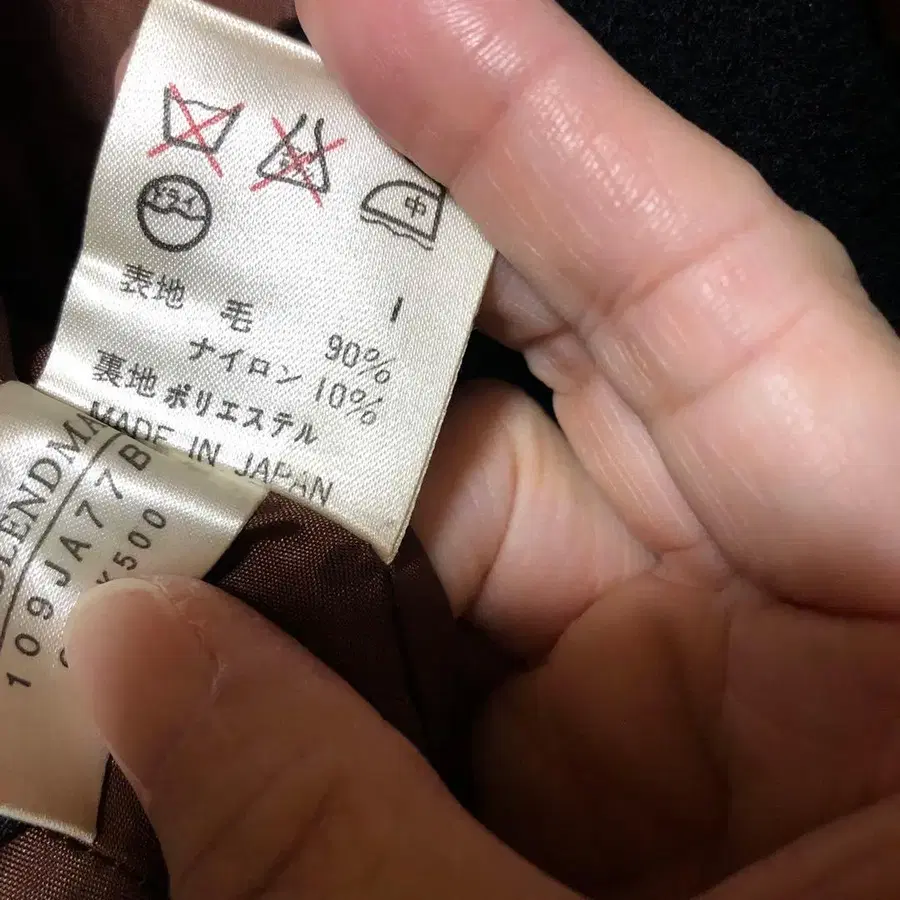 ドライ
中
表地 毛 90%
ナイロン 10%
裏地 ポリエステル
MADE IN JAPAN
109JA77B